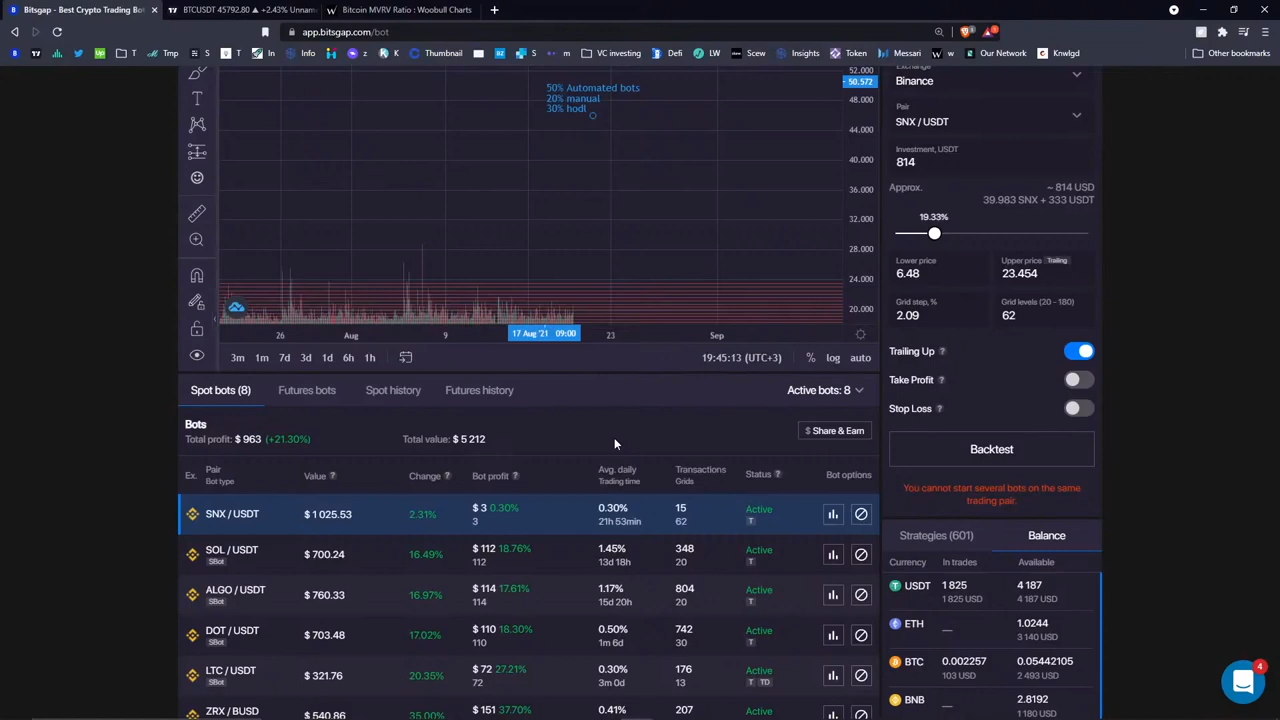 Bitsgap - Best Crypto Trading Bo
BTCUSDT 45792.80 ▲ +2.43% Unnam
Bitcoin MVRV Ratio : Woobull Charts
app.bitsgap.com/bot
T
Tmp
S
T
In
Info
S
Z
K
Thumbnail
BZ
S
m
VC investing
Defi
LW
Scew
Insights
Token
Messari
w
Our Network
Knwlgd
Other bookmarks
50% Automated bots
20% manual
30% hodl
52.000
50.572
48.000
44.000
40.000
36.000
32.000
28.000
24.000
20.000
26 Aug 9 17 Aug '21 09:00 23 Sep
3m 1m 7d 3d 1d 6h 1h
19:45:13 (UTC+3) % log auto
Exchange
Binance
Pair
SNX / USDT
Investment, USDT
814
Approx. ~ 814 USD
39.983 SNX + 333 USDT
19.33%
Lower price
6.48
Upper price Trailing
23.454
Grid step, %
2.09
Grid levels (20 - 180)
62
Trailing Up ?
Take Profit ?
Stop Loss ?
Backtest
You cannot start several bots on the same
trading pair.
Strategies (601) Balance
Currency In trades Available
USDT 1 825 4 187
1 825 USD 4 187 USD
ETH — 1.0244
3 140 USD
BTC 0.002257 0.05442105
103 USD 2 493 USD
BNB — 2.8192
1 180 USD
Spot bots (8) Futures bots Spot history Futures history Active bots: 8
Bots
Total profit: $ 963 (+21.30%) Total value: $ 5 212
$ Share & Earn
Ex. Pair Value ? Change ? Bot profit ? Avg. daily Transactions Status ? Bot options
Bot type Trading time Grids
SNX / USDT $ 1 025.53 2.31% $ 3 0.30% 0.30% 15 Active
3 21h 53min 62 T
SOL / USDT $ 700.24 16.49% $ 112 18.76% 1.45% 348 Active
SBot 112 13d 18h 20 T
ALGO / USDT $ 760.33 16.97% $ 114 17.61% 1.17% 804 Active
SBot 114 15d 20h 20 T
DOT / USDT $ 703.48 17.02% $ 110 18.30% 0.50% 742 Active
SBot 110 1m 6d 30 T
LTC / USDT $ 321.76 20.35% $ 72 27.21% 0.30% 176 Active
SBot 72 3m 0d 13 T TD
ZRX / BUSD $ 540.86 35.00% $ 151 37.70% 0.41% 207 Active
4